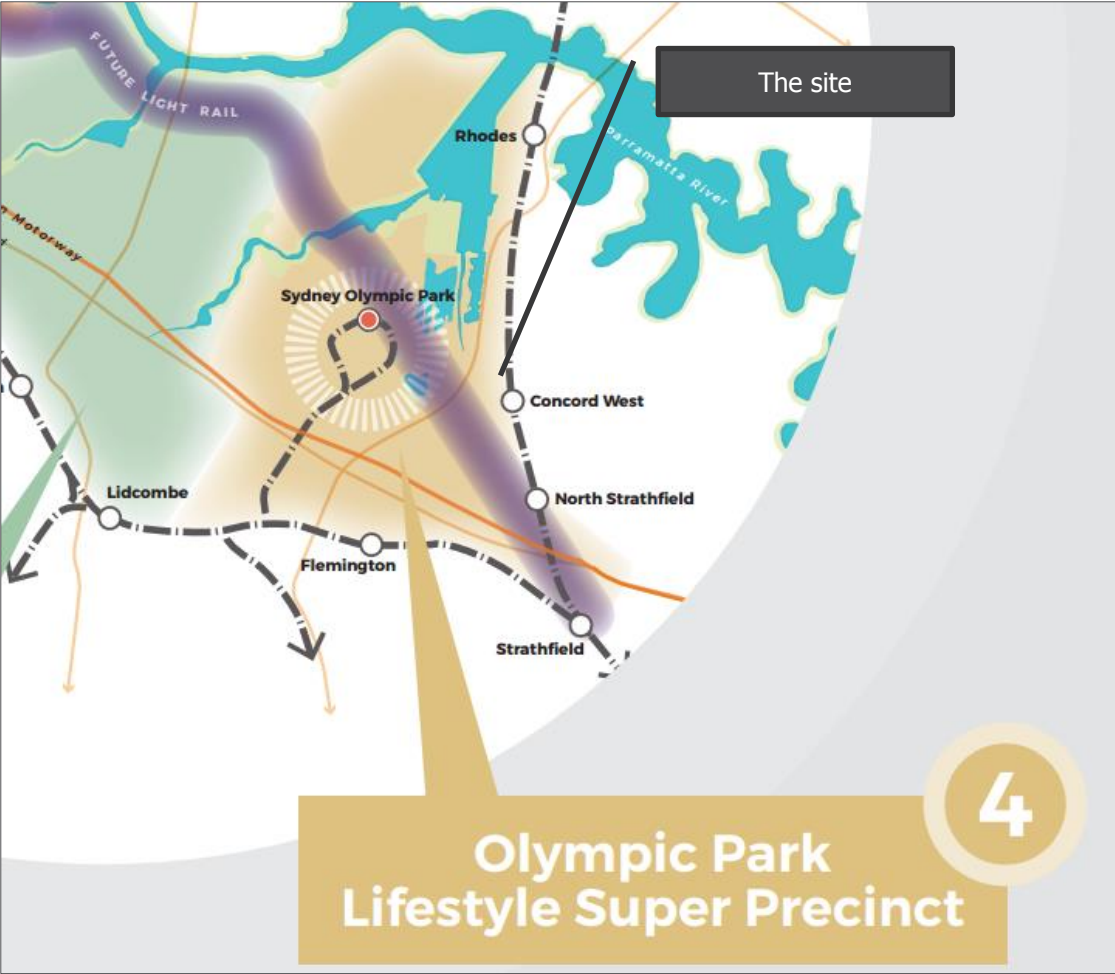 FUTURE LIGHT RAIL
The site
Rhodes
Parramatta River
n Motorway
Sydney Olympic Park
Concord West
Lidcombe
North Strathfield
Flemington
Strathfield
4
Olympic Park
Lifestyle Super Precinct